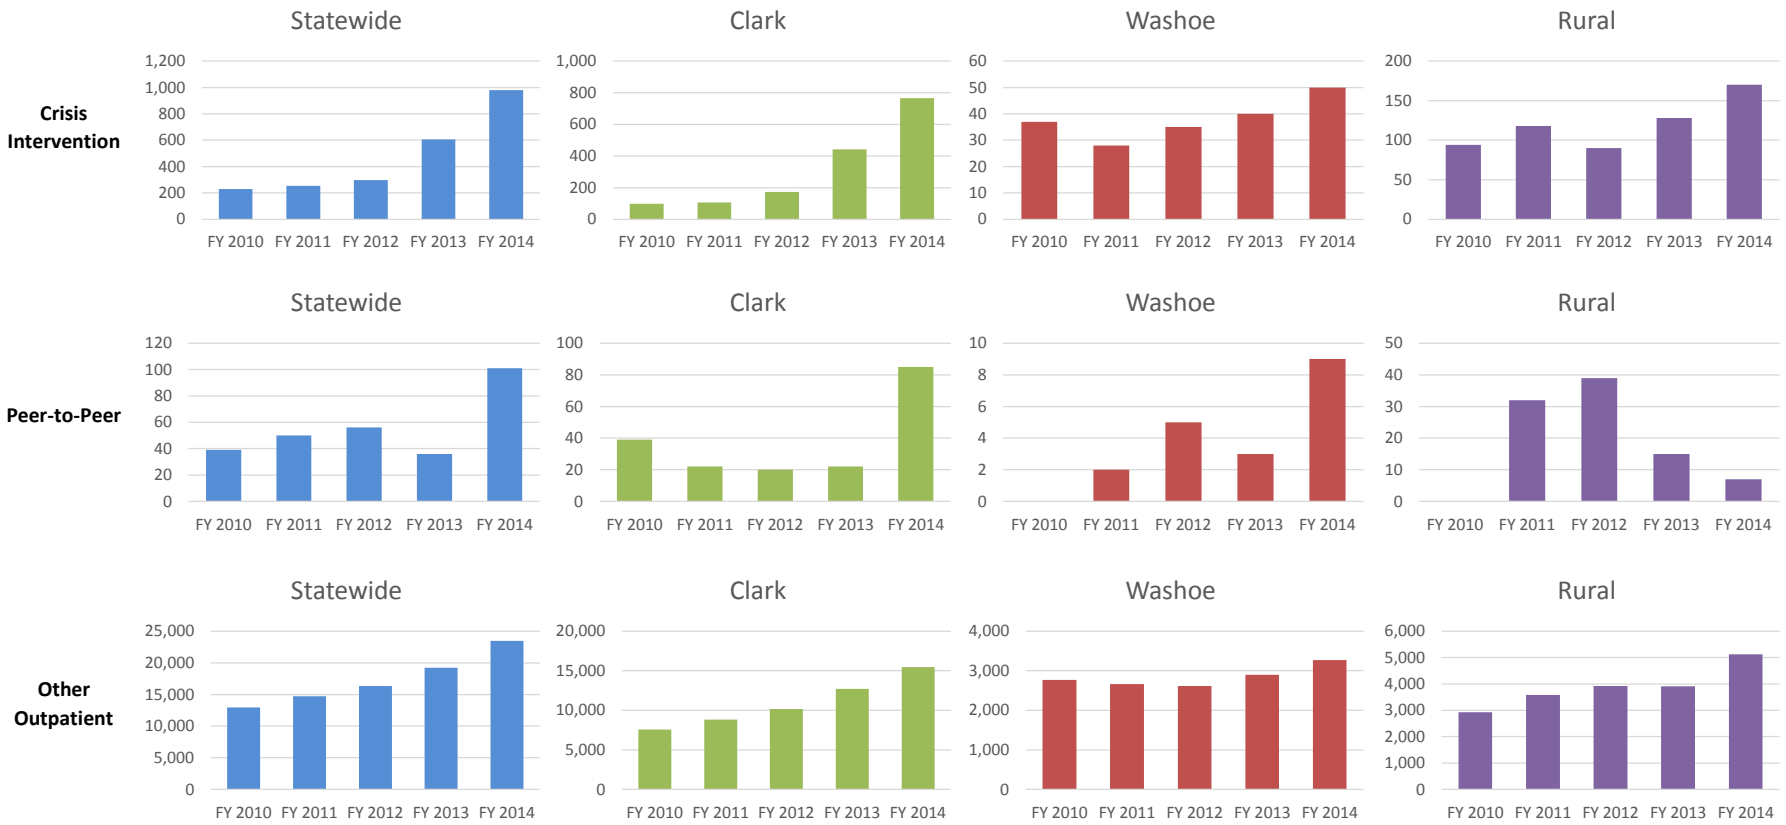 Statewide
Clark
Washoe
Rural
Crisis
Intervention
1,200
1,000
800
600
400
200
0
FY 2010 FY 2011 FY 2012 FY 2013 FY 2014
1,000
800
600
400
200
0
FY 2010 FY 2011 FY 2012 FY 2013 FY 2014
60
50
40
30
20
10
0
FY 2010 FY 2011 FY 2012 FY 2013 FY 2014
200
150
100
50
0
FY 2010 FY 2011 FY 2012 FY 2013 FY 2014
Statewide
Clark
Washoe
Rural
Peer-to-Peer
120
100
80
60
40
20
0
FY 2010 FY 2011 FY 2012 FY 2013 FY 2014
100
80
60
40
20
0
FY 2010 FY 2011 FY 2012 FY 2013 FY 2014
10
8
6
4
2
0
FY 2010 FY 2011 FY 2012 FY 2013 FY 2014
50
40
30
20
10
0
FY 2010 FY 2011 FY 2012 FY 2013 FY 2014
Statewide
Clark
Washoe
Rural
Other
Outpatient
25,000
20,000
15,000
10,000
5,000
0
FY 2010 FY 2011 FY 2012 FY 2013 FY 2014
20,000
15,000
10,000
5,000
0
FY 2010 FY 2011 FY 2012 FY 2013 FY 2014
4,000
3,000
2,000
1,000
0
FY 2010 FY 2011 FY 2012 FY 2013 FY 2014
6,000
5,000
4,000
3,000
2,000
1,000
0
FY 2010 FY 2011 FY 2012 FY 2013 FY 2014